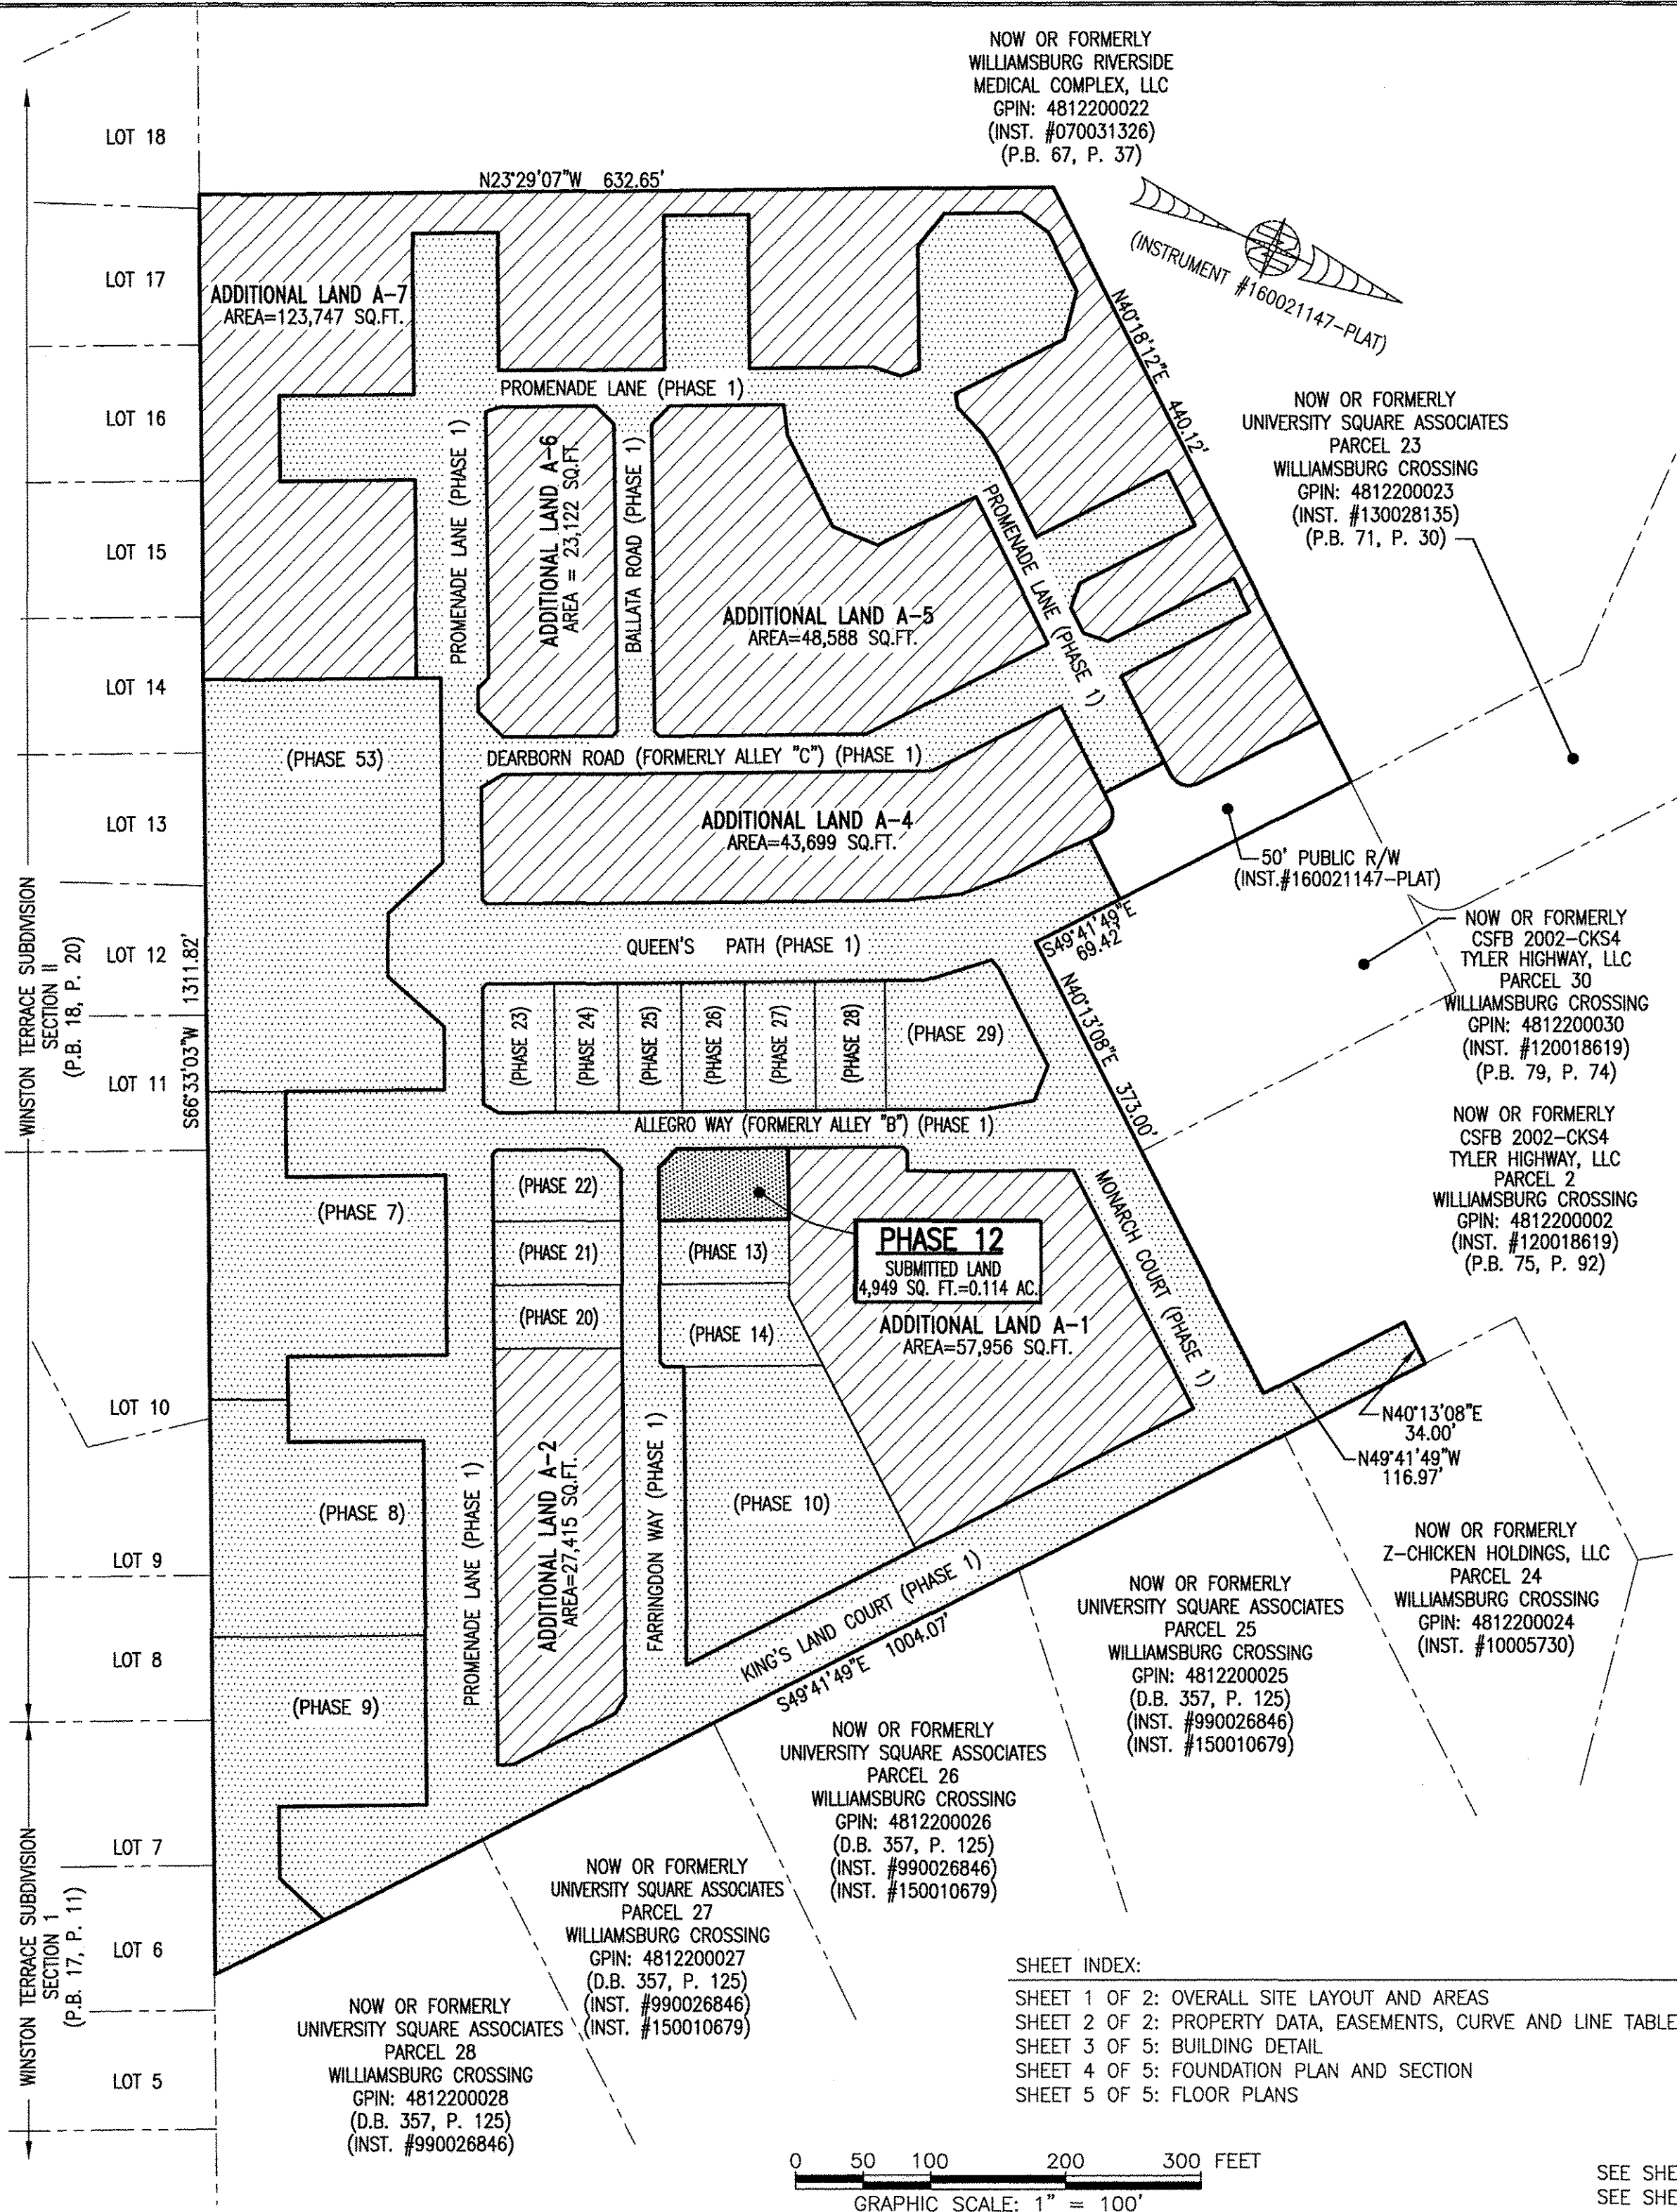 NOW OR FORMERLY
WILLIAMSBURG RIVERSIDE
MEDICAL COMPLEX, LLC
GPIN: 4812200022
(INST. #070031326)
(P.B. 67, P. 37)
LOT 18
N23°29'07"W 632.65'
(INSTRUMENT #160021147-PLAT)
LOT 17
ADDITIONAL LAND A-7
AREA=123,747 SQ.FT.
N40°18'12"E 440.12'
PROMENADE LANE (PHASE 1)
LOT 16
NOW OR FORMERLY
UNIVERSITY SQUARE ASSOCIATES
PARCEL 23
WILLIAMSBURG CROSSING
GPIN: 4812200023
(INST. #130028135)
(P.B. 71, P. 30)
PROMENADE LANE (PHASE 1)
ADDITIONAL LAND A-6
AREA = 23,122 SQ.FT.
BALLATA ROAD (PHASE 1)
PROMENADE LANE (PHASE 1)
LOT 15
ADDITIONAL LAND A-5
AREA=48,588 SQ.FT.
LOT 14
(PHASE 53)
DEARBORN ROAD (FORMERLY ALLEY "C") (PHASE 1)
LOT 13
ADDITIONAL LAND A-4
AREA=43,699 SQ.FT.
50' PUBLIC R/W
(INST.#160021147-PLAT)
WINSTON TERRACE SUBDIVISION
SECTION II
(P.B. 18, P. 20)
LOT 12
S66°33'03"W 1311.82'
QUEEN'S PATH (PHASE 1)
S49°41'49"E
69.42'
NOW OR FORMERLY
CSFB 2002-CKS4
TYLER HIGHWAY, LLC
PARCEL 30
WILLIAMSBURG CROSSING
GPIN: 4812200030
(INST. #120018619)
(P.B. 79, P. 74)
N40°13'08"E 373.00'
(PHASE 23)
(PHASE 24)
(PHASE 25)
(PHASE 26)
(PHASE 27)
(PHASE 28)
(PHASE 29)
LOT 11
ALLEGRO WAY (FORMERLY ALLEY "B") (PHASE 1)
NOW OR FORMERLY
CSFB 2002-CKS4
TYLER HIGHWAY, LLC
PARCEL 2
WILLIAMSBURG CROSSING
GPIN: 4812200002
(INST. #120018619)
(P.B. 75, P. 92)
(PHASE 7)
(PHASE 22)
(PHASE 21)
(PHASE 20)
(PHASE 13)
(PHASE 14)
PHASE 12
SUBMITTED LAND
4,949 SQ. FT.=0.114 AC.
MONARCH COURT (PHASE 1)
ADDITIONAL LAND A-1
AREA=57,956 SQ.FT.
LOT 10
N40°13'08"E
34.00'
N49°41'49"W
116.97'
(PHASE 8)
PROMENADE LANE (PHASE 1)
ADDITIONAL LAND A-2
AREA=27,415 SQ.FT.
FARRINGDON WAY (PHASE 1)
(PHASE 10)
LOT 9
NOW OR FORMERLY
Z-CHICKEN HOLDINGS, LLC
PARCEL 24
WILLIAMSBURG CROSSING
GPIN: 4812200024
(INST. #10005730)
KING'S LAND COURT (PHASE 1)
S49°41'49"E 1004.07'
NOW OR FORMERLY
UNIVERSITY SQUARE ASSOCIATES
PARCEL 25
WILLIAMSBURG CROSSING
GPIN: 4812200025
(D.B. 357, P. 125)
(INST. #990026846)
(INST. #150010679)
LOT 8
(PHASE 9)
NOW OR FORMERLY
UNIVERSITY SQUARE ASSOCIATES
PARCEL 26
WILLIAMSBURG CROSSING
GPIN: 4812200026
(D.B. 357, P. 125)
(INST. #990026846)
(INST. #150010679)
LOT 7
WINSTON TERRACE SUBDIVISION
SECTION 1
(P.B. 17, P. 11)
NOW OR FORMERLY
UNIVERSITY SQUARE ASSOCIATES
PARCEL 27
WILLIAMSBURG CROSSING
GPIN: 4812200027
(D.B. 357, P. 125)
(INST. #990026846)
(INST. #150010679)
LOT 6
NOW OR FORMERLY
UNIVERSITY SQUARE ASSOCIATES
PARCEL 28
WILLIAMSBURG CROSSING
GPIN: 4812200028
(D.B. 357, P. 125)
(INST. #990026846)
LOT 5
SHEET INDEX:
SHEET 1 OF 2: OVERALL SITE LAYOUT AND AREAS
SHEET 2 OF 2: PROPERTY DATA, EASEMENTS, CURVE AND LINE TABLE
SHEET 3 OF 5: BUILDING DETAIL
SHEET 4 OF 5: FOUNDATION PLAN AND SECTION
SHEET 5 OF 5: FLOOR PLANS
0 50 100 200 300 FEET
GRAPHIC SCALE: 1" = 100'
SEE SHE
SEE SHE